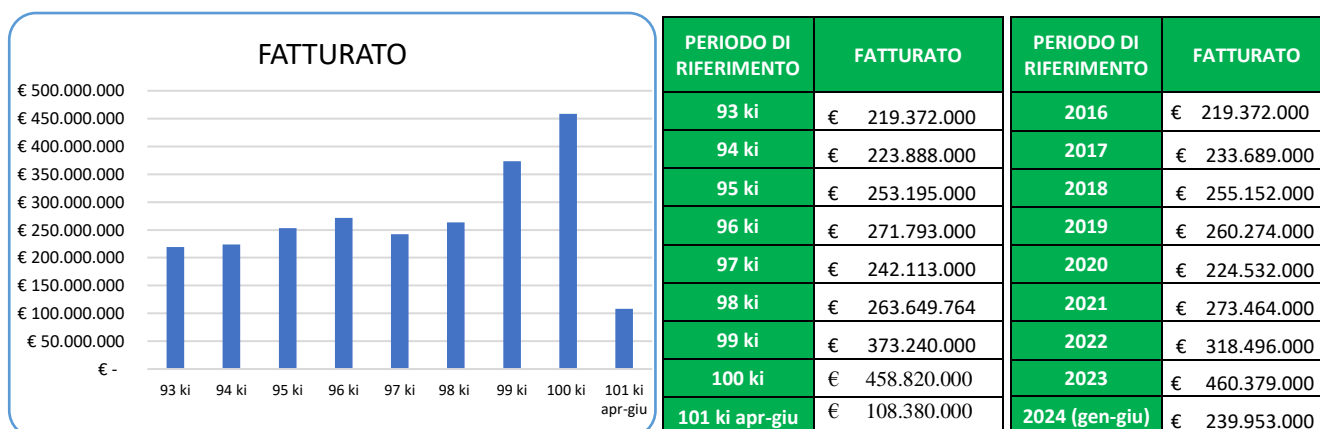 FATTURATO
€ 500.000.000
€ 450.000.000
€ 400.000.000
€ 350.000.000
€ 300.000.000
€ 250.000.000
€ 200.000.000
€ 150.000.000
€ 100.000.000
€ 50.000.000
€ -
93 ki 94 ki 95 ki 96 ki 97 ki 98 ki 99 ki 100 ki 101 ki
apr-giu
PERIODO DI
RIFERIMENTO FATTURATO
93 ki € 219.372.000
94 ki € 223.888.000
95 ki € 253.195.000
96 ki € 271.793.000
97 ki € 242.113.000
98 ki € 263.649.764
99 ki € 373.240.000
100 ki € 458.820.000
101 ki apr-giu € 108.380.000
PERIODO DI
RIFERIMENTO FATTURATO
2016 € 219.372.000
2017 € 233.689.000
2018 € 255.152.000
2019 € 260.274.000
2020 € 224.532.000
2021 € 273.464.000
2022 € 318.496.000
2023 € 460.379.000
2024 (gen-giu) € 239.953.000